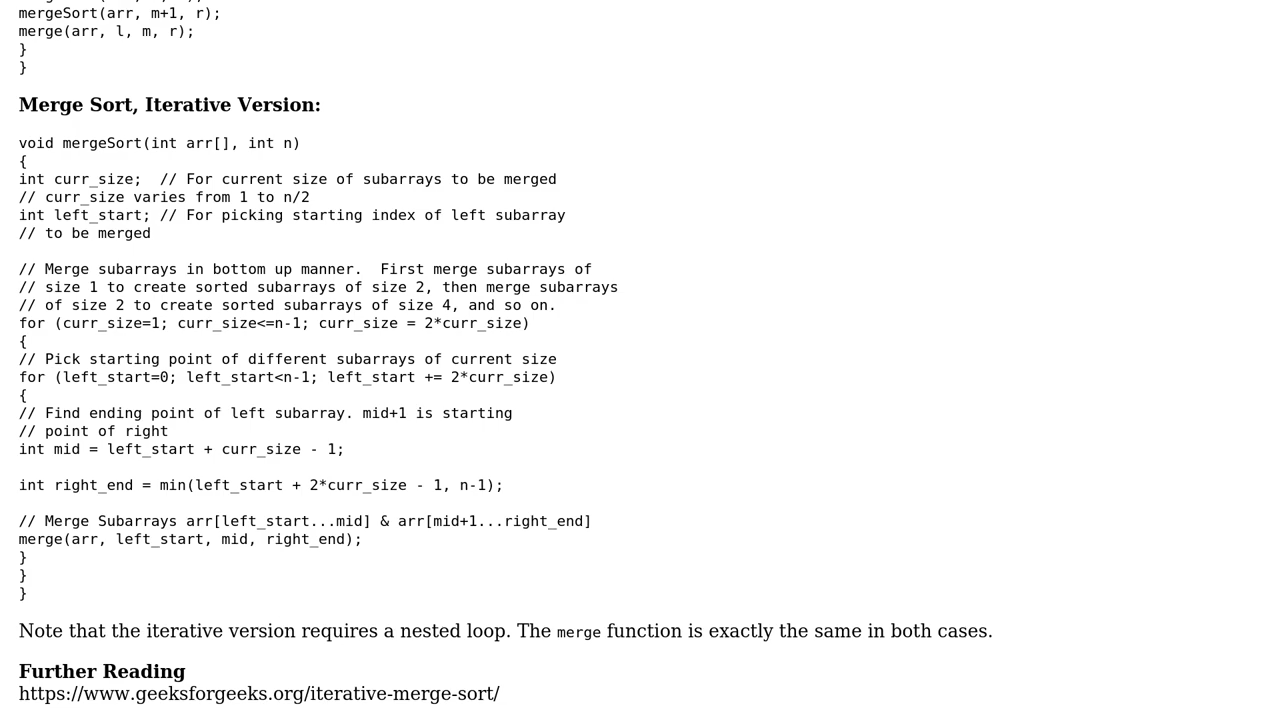 mergeSort(arr, m+1, r);
merge(arr, l, m, r);
}
}
Merge Sort, Iterative Version:
void mergeSort(int arr[], int n)
{
int curr_size;  // For current size of subarrays to be merged
// curr_size varies from 1 to n/2
int left_start; // For picking starting index of left subarray
// to be merged
// Merge subarrays in bottom up manner.  First merge subarrays of
// size 1 to create sorted subarrays of size 2, then merge subarrays
// of size 2 to create sorted subarrays of size 4, and so on.
for (curr_size=1; curr_size<=n-1; curr_size = 2*curr_size)
{
// Pick starting point of different subarrays of current size
for (left_start=0; left_start<n-1; left_start += 2*curr_size)
{
// Find ending point of left subarray. mid+1 is starting
// point of right
int mid = left_start + curr_size - 1;
int right_end = min(left_start + 2*curr_size - 1, n-1);
// Merge Subarrays arr[left_start...mid] & arr[mid+1...right_end]
merge(arr, left_start, mid, right_end);
}
}
}
Note that the iterative version requires a nested loop. The merge function is exactly the same in both cases.
Further Reading
https://www.geeksforgeeks.org/iterative-merge-sort/